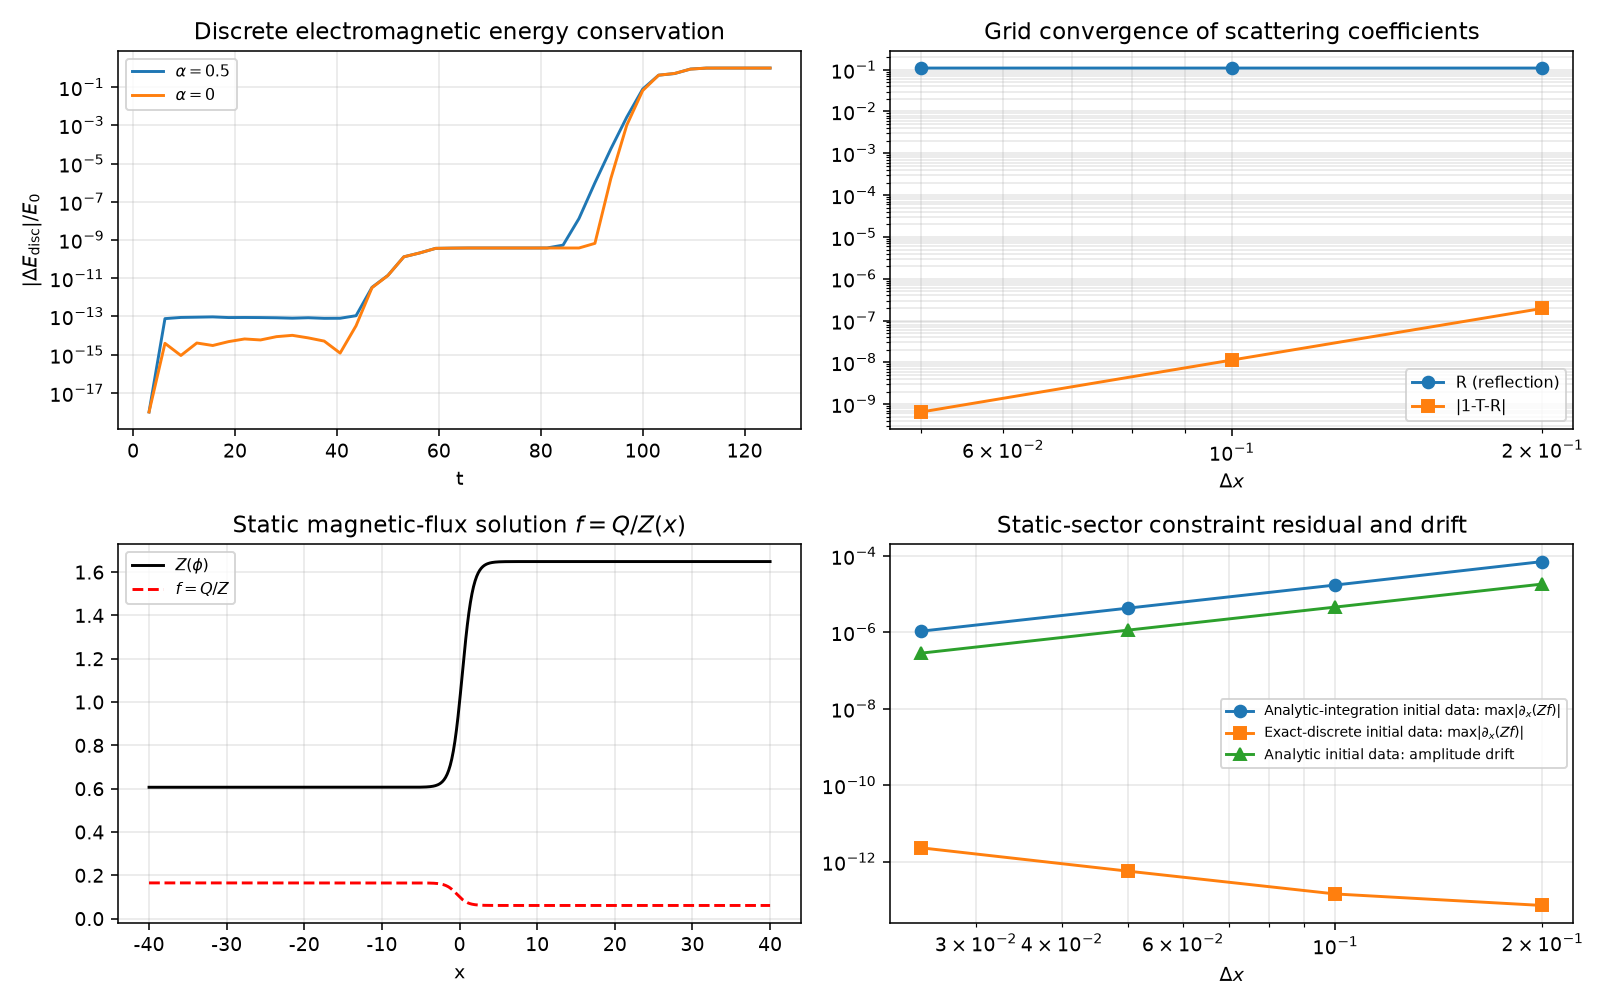 Discrete electromagnetic energy conservation
α = 0.5
α = 0
10⁻¹
10⁻³
10⁻⁵
10⁻⁷
10⁻⁹
10⁻¹¹
10⁻¹³
10⁻¹⁵
10⁻¹⁷
|ΔE_disc|/E₀
0 20 40 60 80 100 120
t
Grid convergence of scattering coefficients
10⁻¹
10⁻²
10⁻³
10⁻⁴
10⁻⁵
10⁻⁶
10⁻⁷
10⁻⁸
10⁻⁹
R (reflection)
|1-T-R|
6 × 10⁻² 10⁻¹ 2 × 10⁻¹
Δx
Static magnetic-flux solution f = Q/Z(x)
Z(ϕ)
f = Q/Z
1.6
1.4
1.2
1.0
0.8
0.6
0.4
0.2
0.0
-40 -30 -20 -10 0 10 20 30 40
x
Static-sector constraint residual and drift
10⁻⁴
10⁻⁶
10⁻⁸
10⁻¹⁰
10⁻¹²
Analytic-integration initial data: max|∂ₓ(Zf)|
Exact-discrete initial data: max|∂ₓ(Zf)|
Analytic initial data: amplitude drift
3 × 10⁻² 4 × 10⁻² 6 × 10⁻² 10⁻¹ 2 × 10⁻¹
Δx